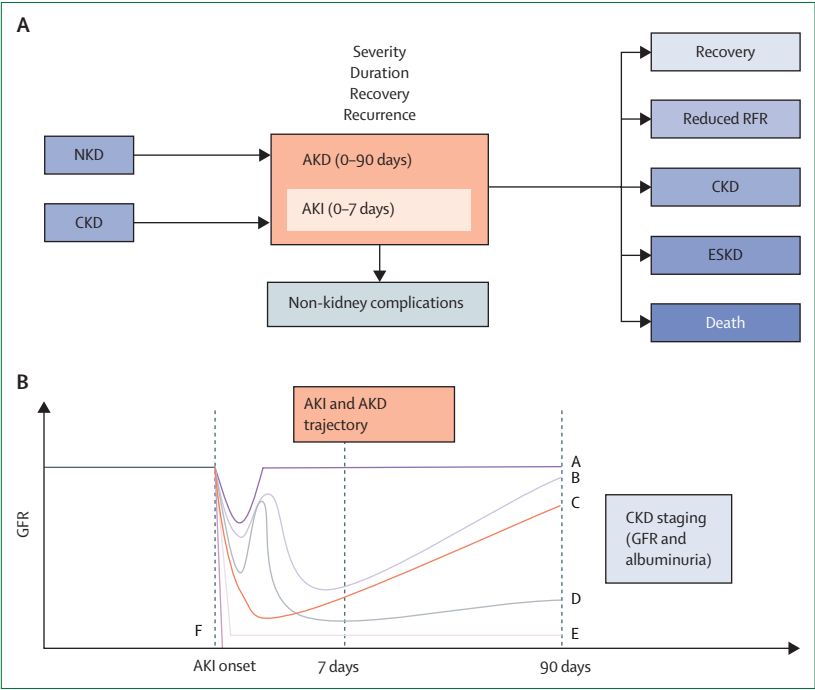 A
Severity
Duration
Recovery
Recurrence
NKD
CKD
AKD (0–90 days)
AKI (0–7 days)
Non-kidney complications
Recovery
Reduced RFR
CKD
ESKD
Death
B
AKI and AKD
trajectory
GFR
A
B
C
D
E
F
CKD staging
(GFR and
albuminuria)
AKI onset
7 days
90 days